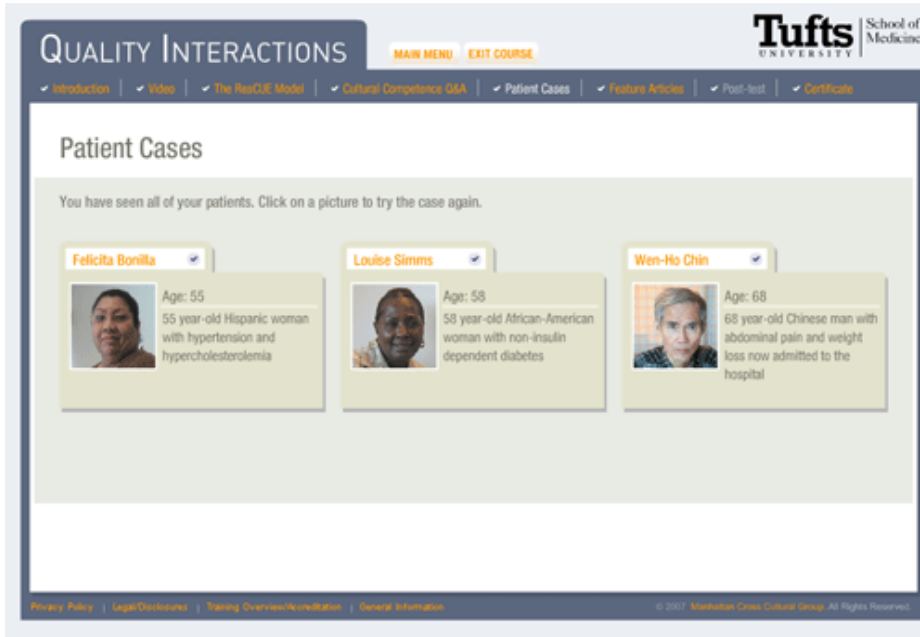 QUALITY INTERACTIONS
MAIN MENU EXIT COURSE
Tufts
UNIVERSITY
School of
Medicine
Introduction | Video | The ResCUE Model | Cultural Competence Q&A | Patient Cases | Feature Articles | Post-test | Certificate
Patient Cases
You have seen all of your patients. Click on a picture to try the case again.
Felicita Bonilla
Age: 55
55 year-old Hispanic woman
with hypertension and
hypercholesterolemia
Louise Simms
Age: 58
58 year-old African-American
woman with non-insulin
dependent diabetes
Wen-Ho Chin
Age: 68
68 year-old Chinese man with
abdominal pain and weight
loss now admitted to the
hospital
Privacy Policy | Legal/Disclosures | Training Overview/Accreditation | General Information
© 2007 Manhattan Cross Cultural Group. All Rights Reserved.